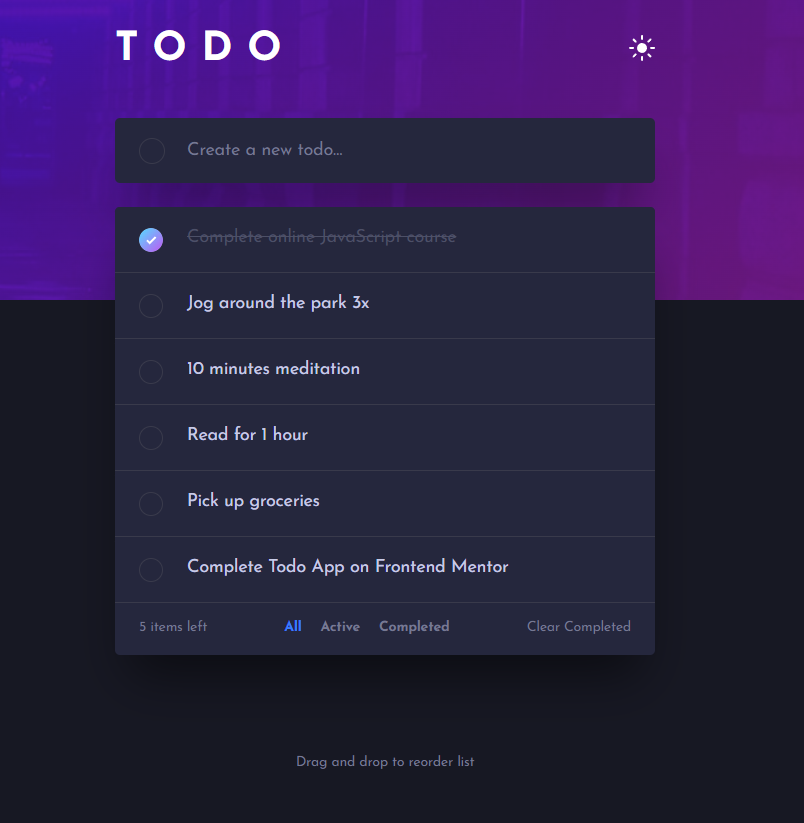 TODO
Create a new todo...
Complete online JavaScript course
Jog around the park 3x
10 minutes meditation
Read for 1 hour
Pick up groceries
Complete Todo App on Frontend Mentor
5 items left All Active Completed Clear Completed
Drag and drop to reorder list